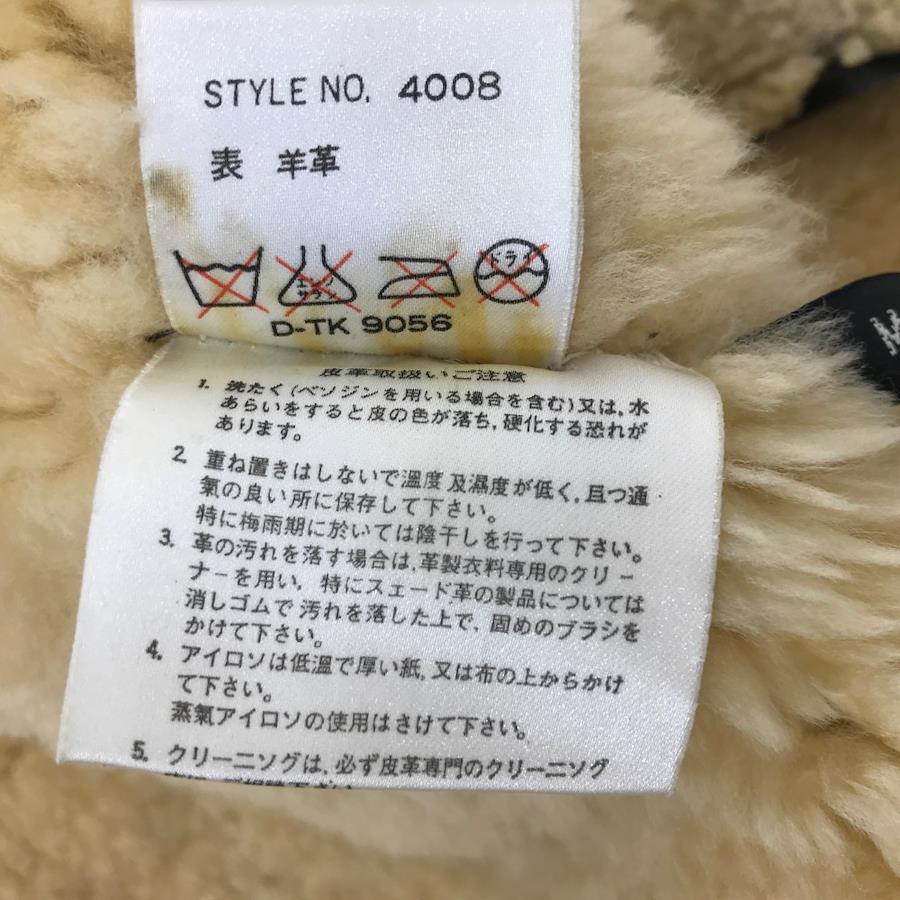 STYLE NO. 4008
表 羊革
エンソ
サラン
ドライ
D-TK 9056
皮革取扱いご注意
1. 洗たく(ベソジンを用いる場合を含む)又は、水
あらいをすると皮の色が落ち、硬化する恐れが
あります。
2. 重ね置きはしないで溫度及濕度が低く、且つ通
氣の良い所に保存して下さい。
特に梅雨期に於いては陰干しを行って下さい。
3. 革の汚れを落す場合は、革製衣料専用のクリー
ナーを用い、特にスェード革の製品については
消しゴムで汚れを落した上で、固めのブラシを
かけて下さい。
4. アイロソは低溫で厚い紙、又は布の上からかけ
て下さい。
蒸氣アイロソの使用はさけて下さい。
5. クリーニソグは、必ず皮革専門のクリーニソグ
M